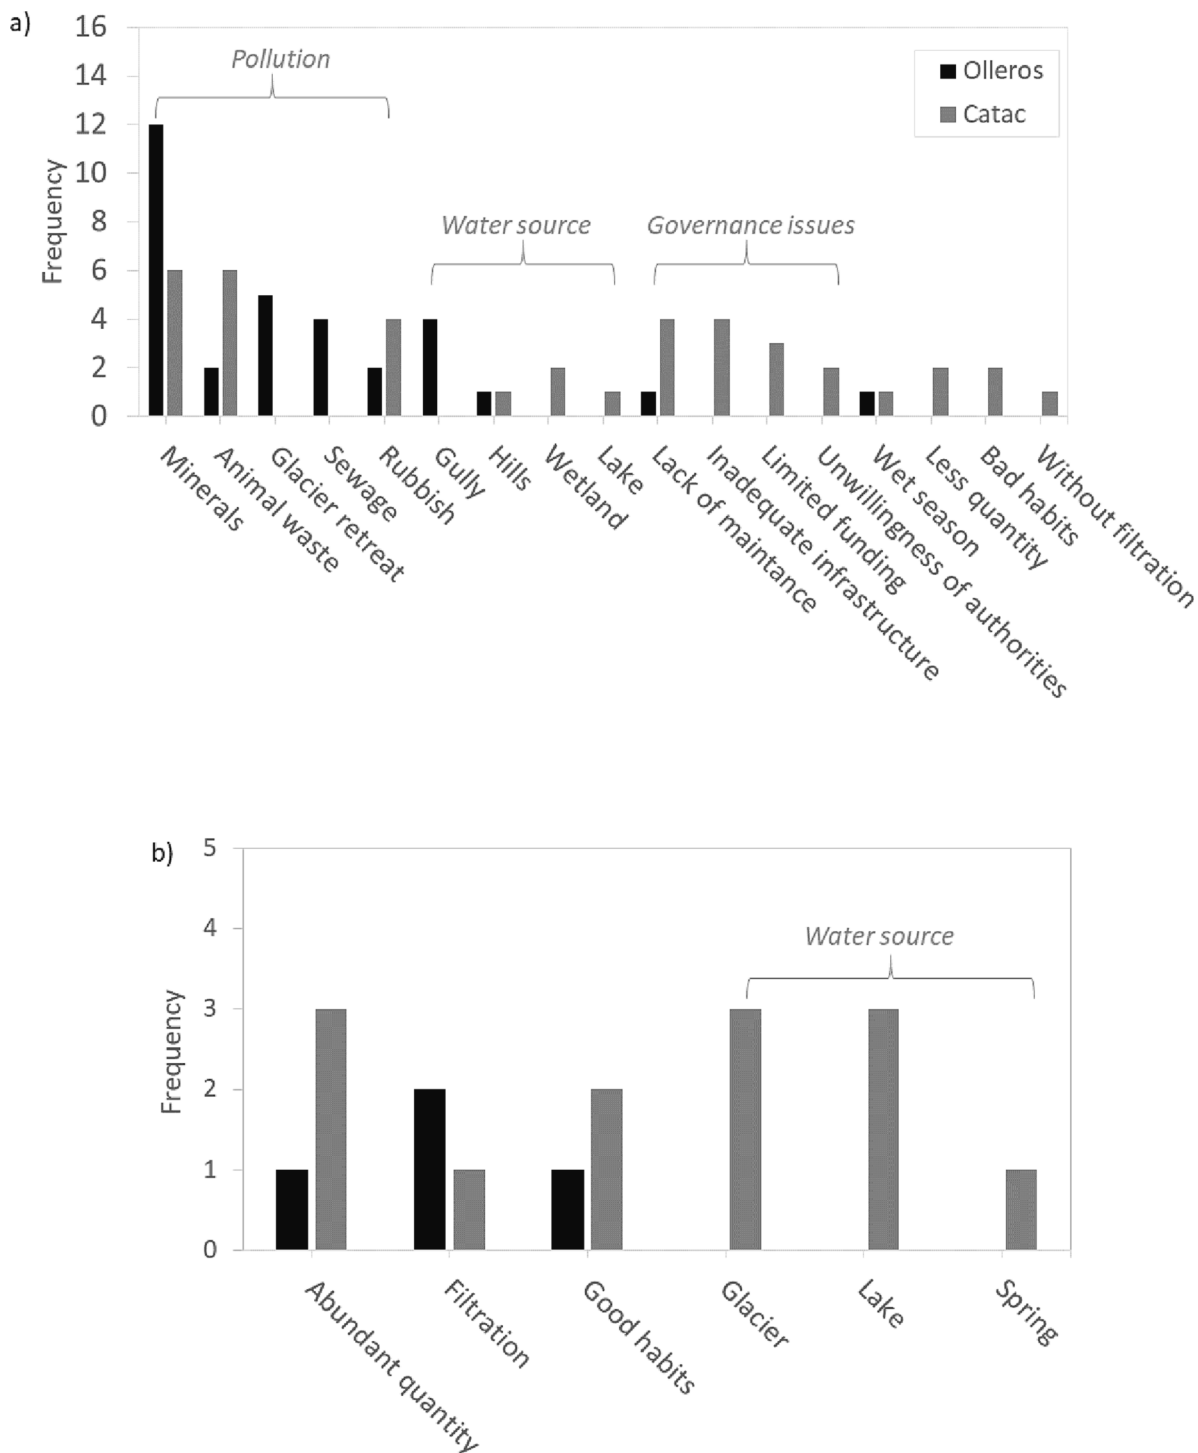 a)
16
14
12
10
8
6
4
2
0
Frequency
Pollution
Water source
Governance issues
Olleros
Catac
Minerals
Animal waste
Glacier retreat
Sewage
Rubbish
Gully
Hills
Wetland
Lake
Lack of maintance
Inadequate infrastructure
Limited funding
Unwillingness of authorities
Wet season
Less quantity
Bad habits
Without filtration
b)
5
4
3
2
1
0
Frequency
Water source
Abundant quantity
Filtration
Good habits
Glacier
Lake
Spring